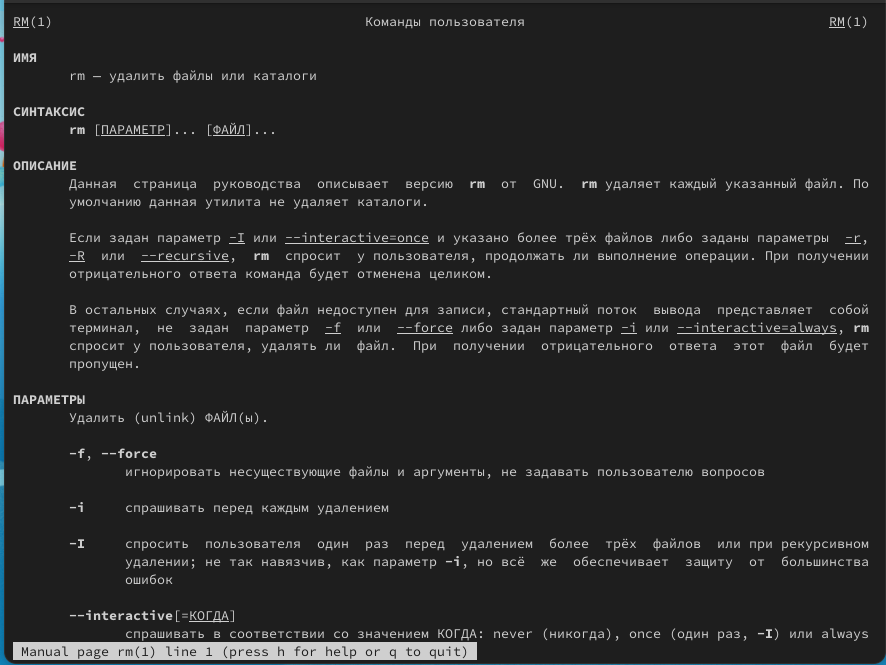 RM(1) Команды пользователя RM(1)
ИМЯ
rm — удалить файлы или каталоги
СИНТАКСИС
rm [ПАРАМЕТР]... [ФАЙЛ]...
ОПИСАНИЕ
Данная страница руководства описывает версию rm от GNU. rm удаляет каждый указанный файл. По
умолчанию данная утилита не удаляет каталоги.
Если задан параметр -I или --interactive=once и указано более трёх файлов либо заданы параметры -r,
-R или --recursive, rm спросит у пользователя, продолжать ли выполнение операции. При получении
отрицательного ответа команда будет отменена целиком.
В остальных случаях, если файл недоступен для записи, стандартный поток вывода представляет собой
терминал, не задан параметр -f или --force либо задан параметр -i или --interactive=always, rm
спросит у пользователя, удалять ли файл. При получении отрицательного ответа этот файл будет
пропущен.
ПАРАМЕТРЫ
Удалить (unlink) ФАЙЛ(ы).
-f, --force
игнорировать несуществующие файлы и аргументы, не задавать пользователю вопросов
-i спрашивать перед каждым удалением
-I спросить пользователя один раз перед удалением более трёх файлов или при рекурсивном
удалении; не так навязчив, как параметр -i, но всё же обеспечивает защиту от большинства
ошибок
--interactive[=КОГДА]
спрашивать в соответствии со значением КОГДА: never (никогда), once (один раз, -I) или always
Manual page rm(1) line 1 (press h for help or q to quit)